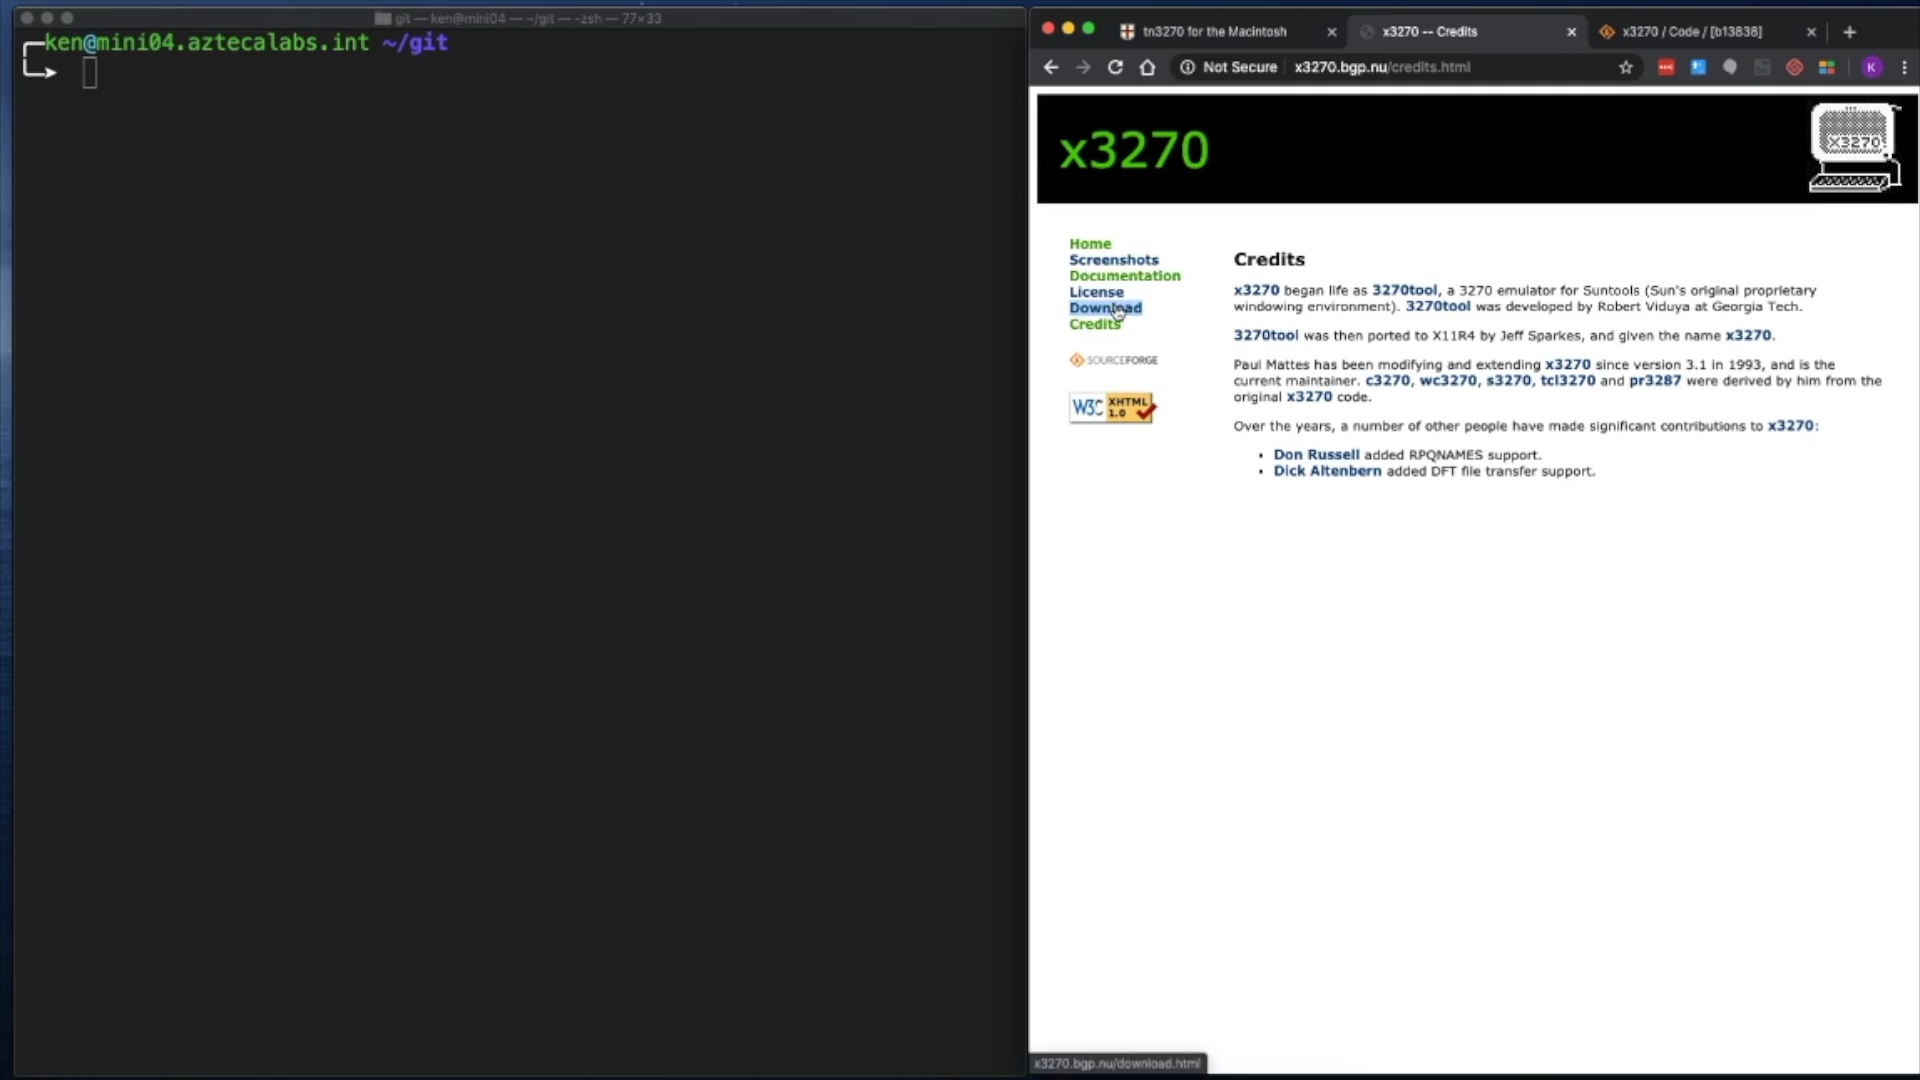 git — ken@mini04 — ~/git — -zsh — 77×33
ken@mini04.aztecalabs.int ~/git
tn3270 for the Macintosh
x3270 -- Credits
x3270 / Code / [b13838]
Not Secure
x3270.bgp.nu/credits.html
K
x3270
X3270
Home
Screenshots
Documentation
License
Download
Credits
SOURCEFORGE
W3C XHTML
1.0
Credits
x3270 began life as 3270tool, a 3270 emulator for Suntools (Sun's original proprietary
windowing environment). 3270tool was developed by Robert Viduya at Georgia Tech.
3270tool was then ported to X11R4 by Jeff Sparkes, and given the name x3270.
Paul Mattes has been modifying and extending x3270 since version 3.1 in 1993, and is the
current maintainer. c3270, wc3270, s3270, tcl3270 and pr3287 were derived by him from the
original x3270 code.
Over the years, a number of other people have made significant contributions to x3270:
Don Russell added RPQNAMES support.
Dick Altenbern added DFT file transfer support.
x3270.bgp.nu/download.html